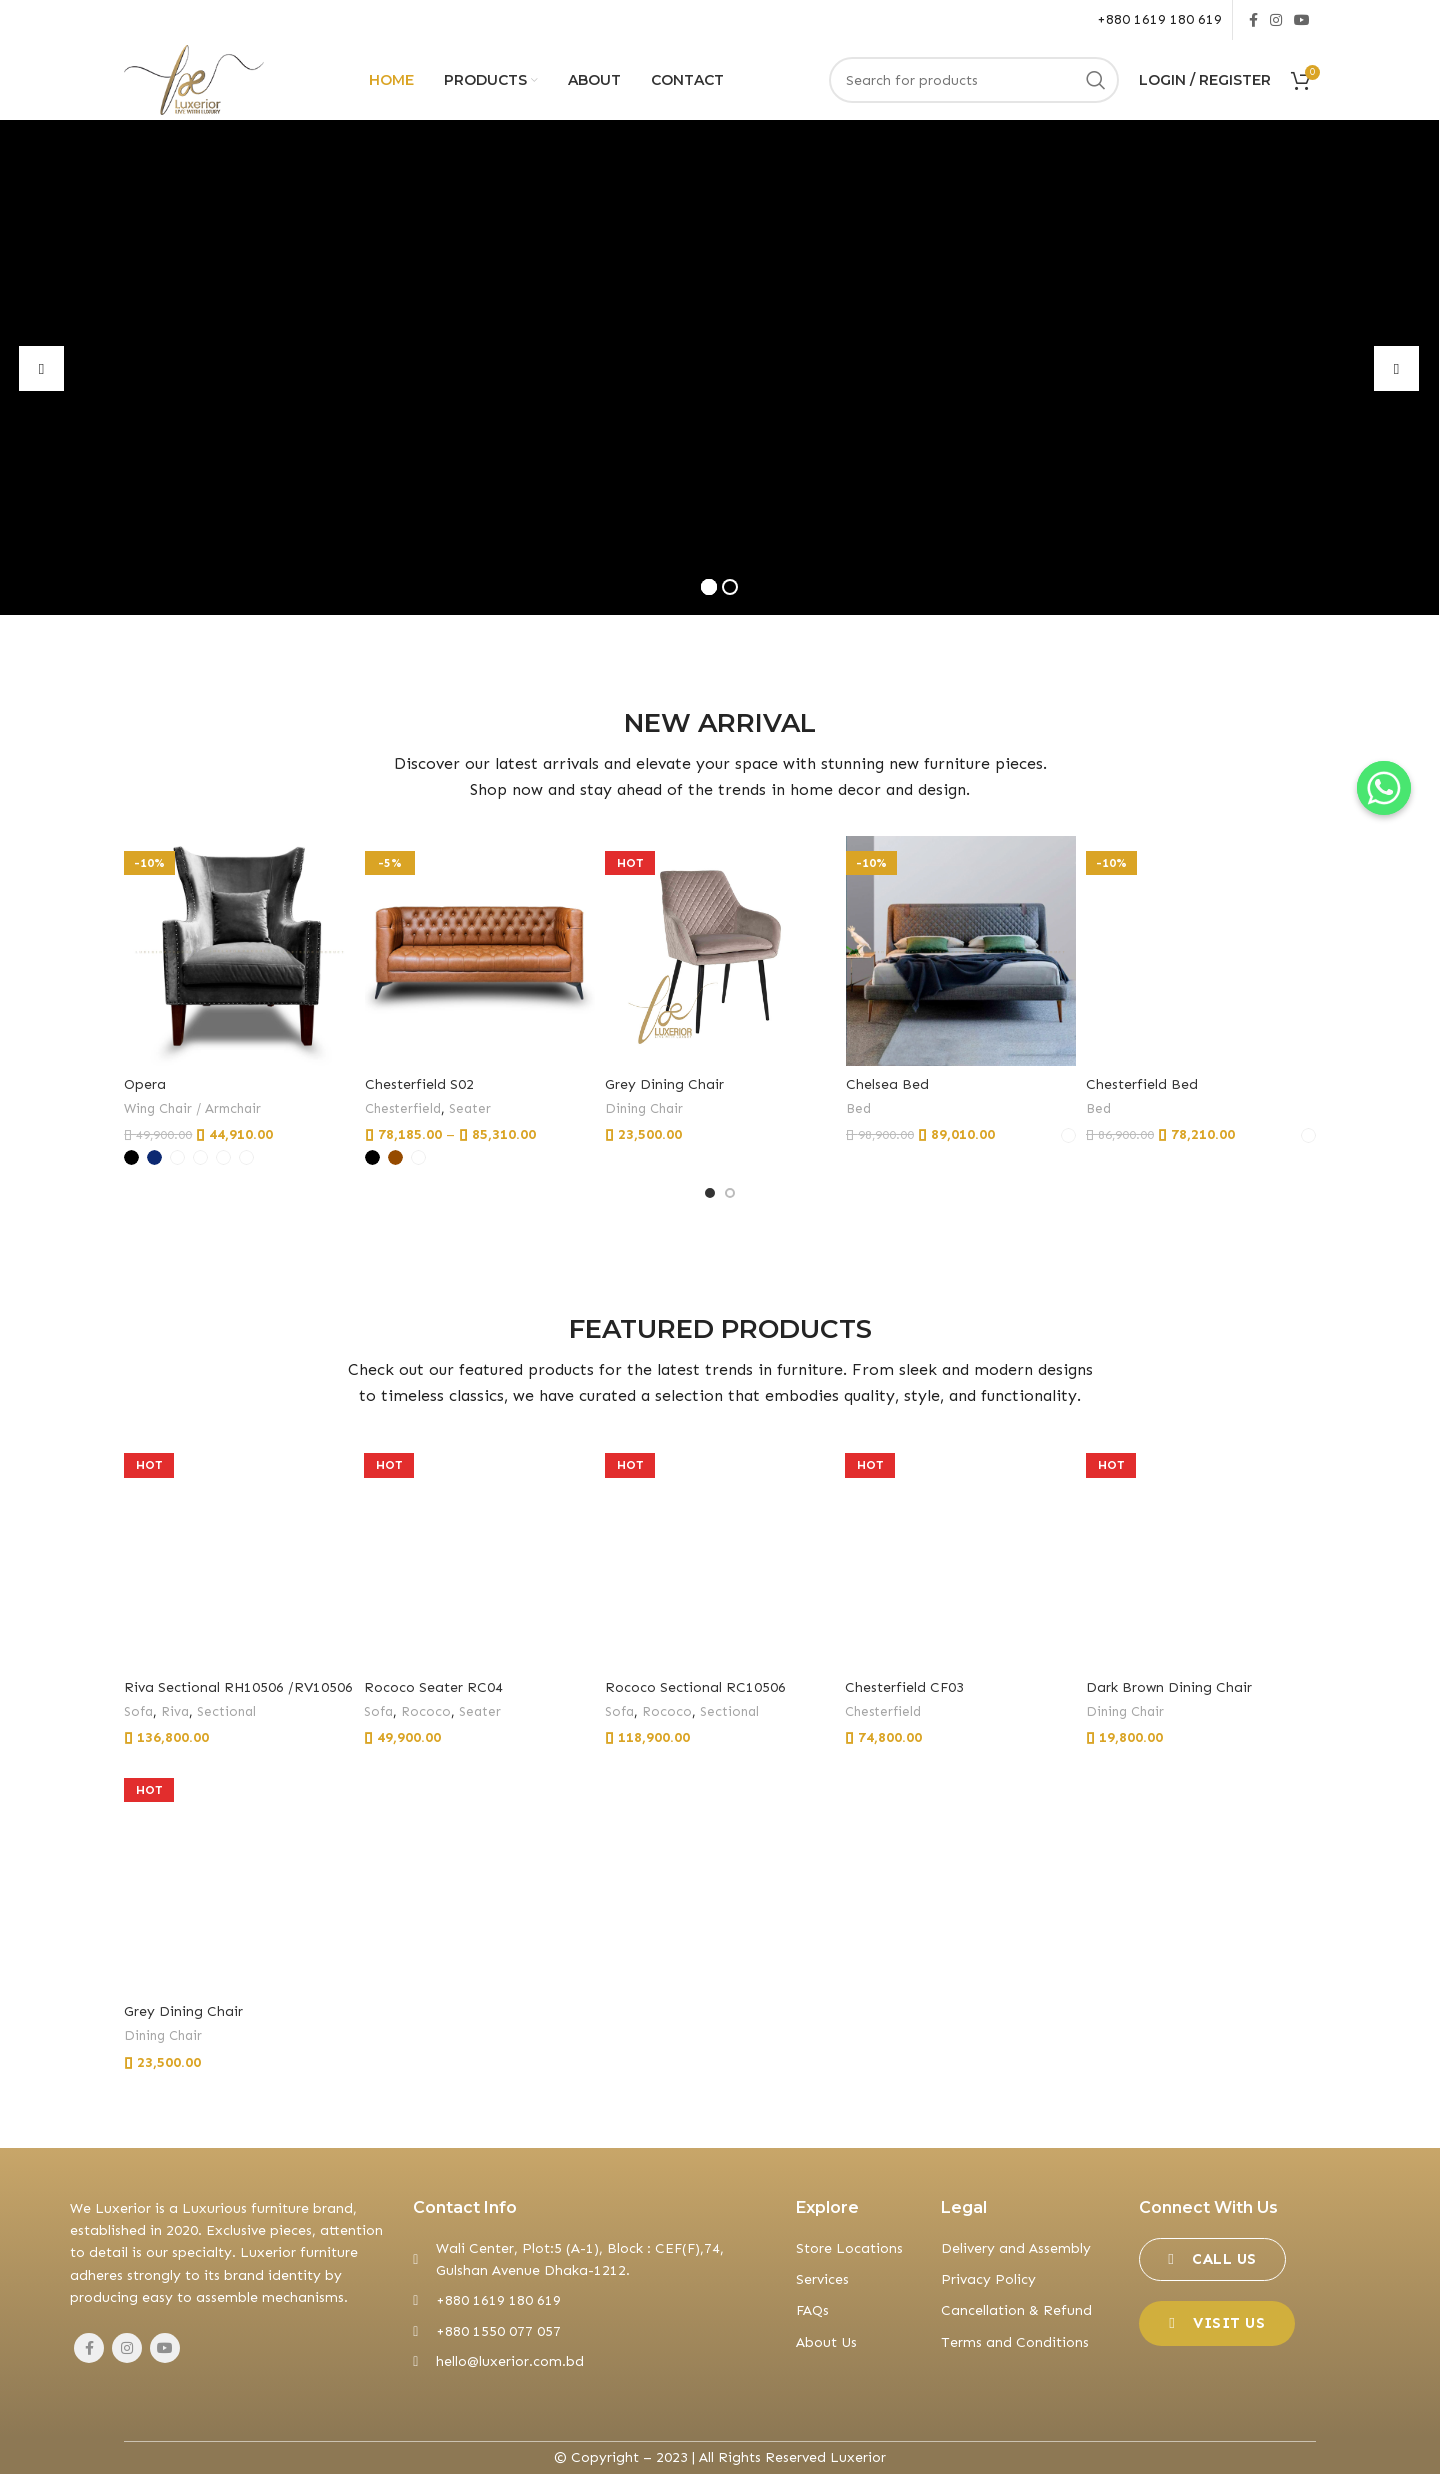 +880 1619 180 619
Luxerior
LIVE WITH LUXURY
HOME
PRODUCTS
ABOUT
CONTACT
Search for products
LOGIN / REGISTER
0
NEW ARRIVAL
Discover our latest arrivals and elevate your space with stunning new furniture pieces.
Shop now and stay ahead of the trends in home decor and design.
-10%
-5%
HOT
-10%
-10%
LUXERIOR
Opera
Wing Chair / Armchair
49,900.00 44,910.00
Chesterfield S02
Chesterfield, Seater
78,185.00 – 85,310.00
Grey Dining Chair
Dining Chair
23,500.00
Chelsea Bed
Bed
98,900.00 89,010.00
Chesterfield Bed
Bed
86,900.00 78,210.00
FEATURED PRODUCTS
Check out our featured products for the latest trends in furniture. From sleek and modern designs
to timeless classics, we have curated a selection that embodies quality, style, and functionality.
HOT
HOT
HOT
HOT
HOT
Riva Sectional RH10506 /RV10506
Sofa, Riva, Sectional
136,800.00
Rococo Seater RC04
Sofa, Rococo, Seater
49,900.00
Rococo Sectional RC10506
Sofa, Rococo, Sectional
118,900.00
Chesterfield CF03
Chesterfield
74,800.00
Dark Brown Dining Chair
Dining Chair
19,800.00
HOT
Grey Dining Chair
Dining Chair
23,500.00
We Luxerior is a Luxurious furniture brand,
established in 2020. Exclusive pieces, attention
to detail is our specialty. Luxerior furniture
adheres strongly to its brand identity by
producing easy to assemble mechanisms.
Contact Info
Wali Center, Plot:5 (A-1), Block : CEF(F),74,
Gulshan Avenue Dhaka-1212.
+880 1619 180 619
+880 1550 077 057
hello@luxerior.com.bd
Explore
Store Locations
Services
FAQs
About Us
Legal
Delivery and Assembly
Privacy Policy
Cancellation & Refund
Terms and Conditions
Connect With Us
CALL US
VISIT US
© Copyright – 2023 | All Rights Reserved Luxerior